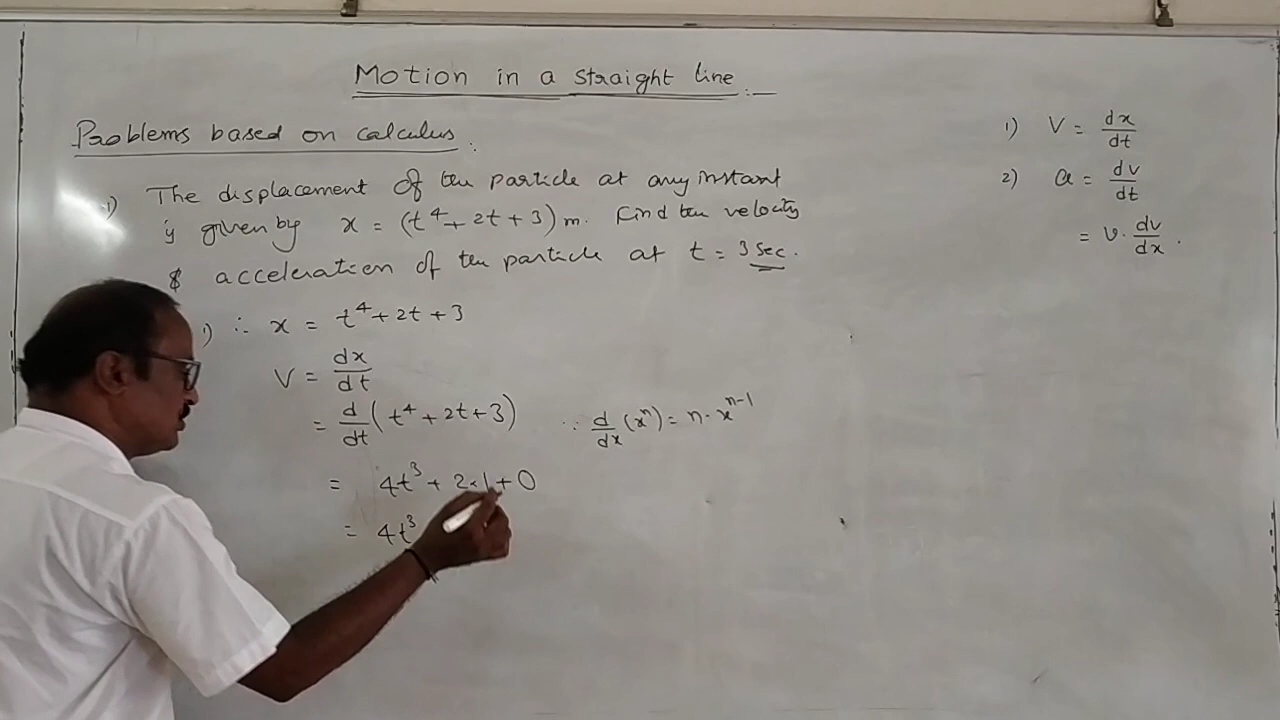 Motion in a straight line :-
Problems based on calculus :
1) The displacement of the particle at any instant
is given by x = (t⁴ + 2t + 3) m. Find the velocity
& acceleration of the particle at t = 3 sec.
1) ∴ x = t⁴ + 2t + 3
V = dx/dt
= d/dt (t⁴ + 2t + 3) ∵ d/dx (xⁿ) = n · xⁿ⁻¹
= 4t³ + 2·1 + 0
= 4t³
1) V = dx/dt
2) a = dv/dt
= v · dv/dx .